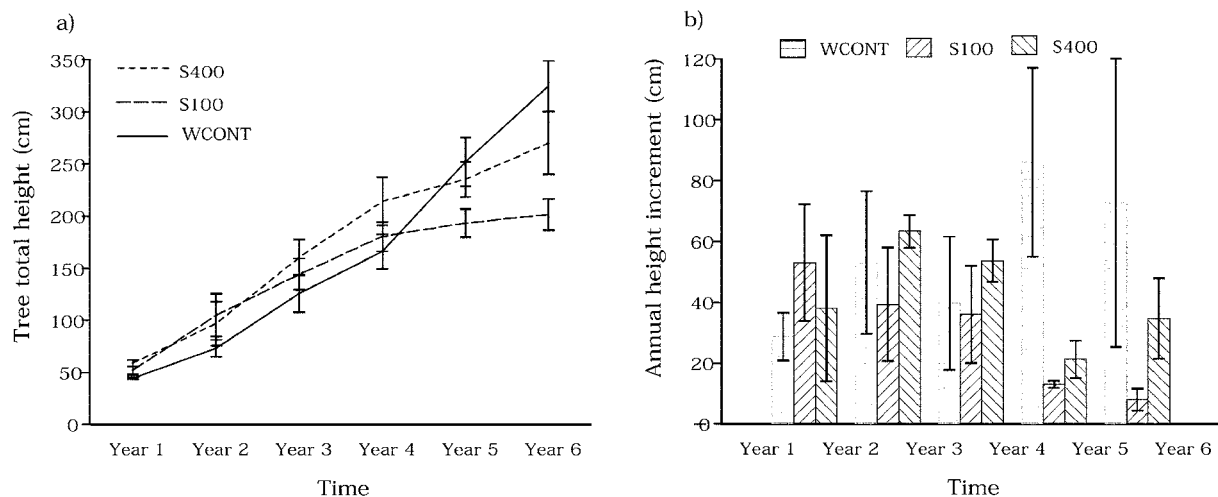 a)
Tree total height (cm)
350
300
250
200
150
100
50
0
S400
S100
WCONT
Year 1 Year 2 Year 3 Year 4 Year 5 Year 6
Time
b)
WCONT S100 S400
Annual height increment (cm)
120
100
80
60
40
20
0
Year 1 Year 2 Year 3 Year 4 Year 5 Year 6
Time